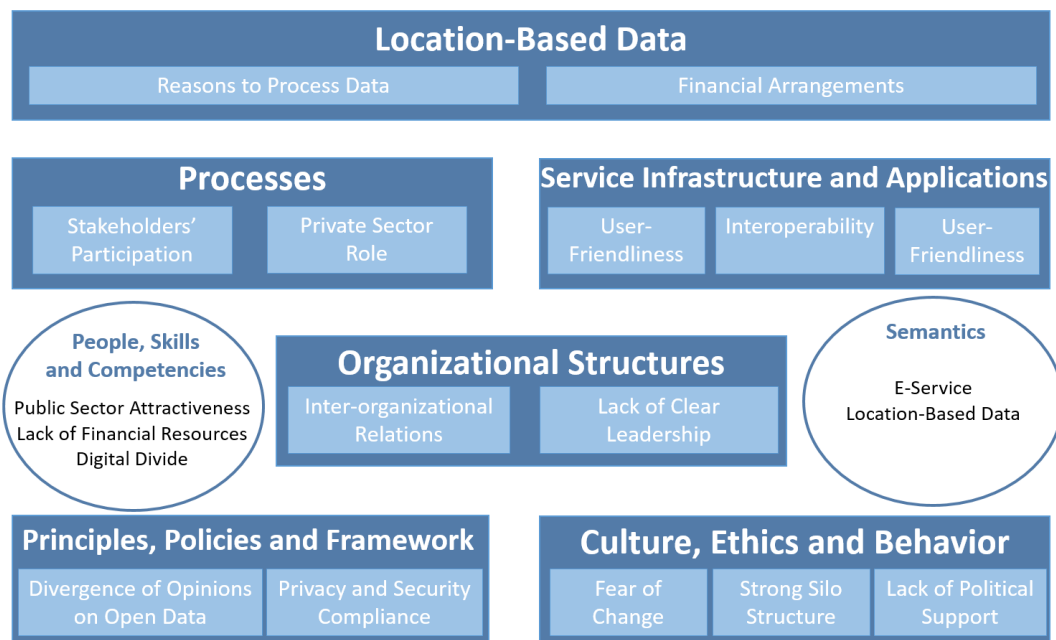 Location-Based Data
Reasons to Process Data
Financial Arrangements
Processes
Stakeholders’
Participation
Private Sector
Role
Service Infrastructure and Applications
User-
Friendliness
Interoperability
User-
Friendliness
People, Skills
and Competencies
Public Sector Attractiveness
Lack of Financial Resources
Digital Divide
Organizational Structures
Inter-organizational
Relations
Lack of Clear
Leadership
Semantics
E-Service
Location-Based Data
Principles, Policies and Framework
Divergence of Opinions
on Open Data
Privacy and Security
Compliance
Culture, Ethics and Behavior
Fear of
Change
Strong Silo
Structure
Lack of Political
Support